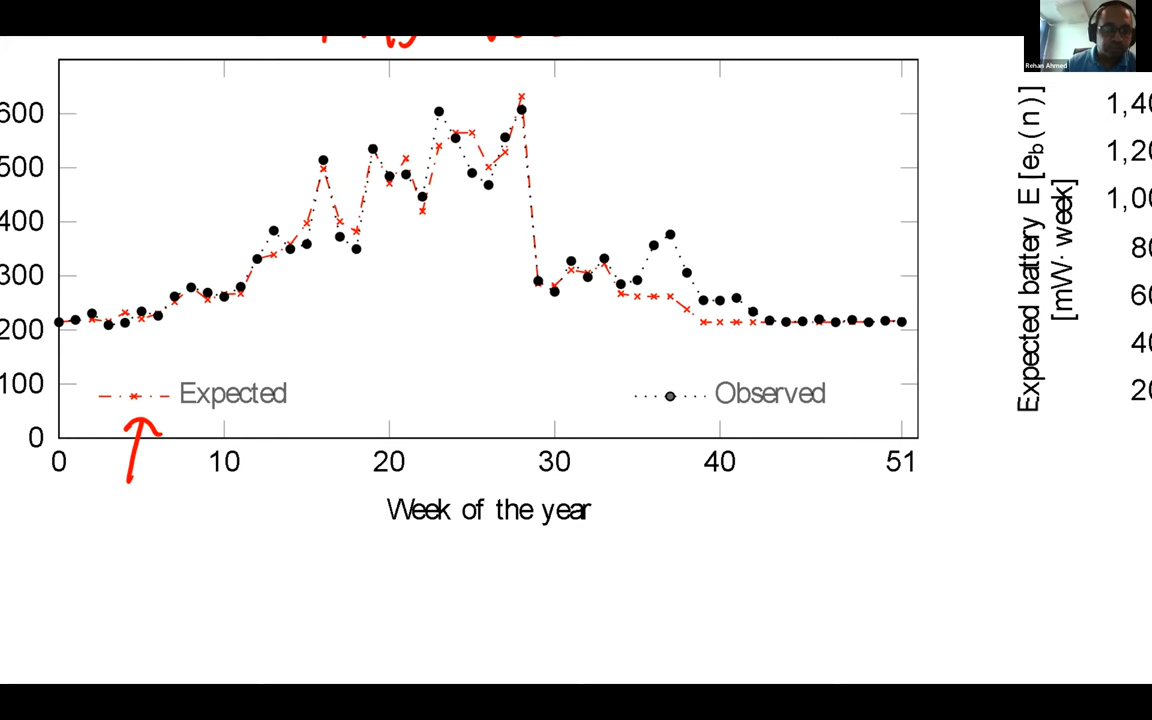 Rehan Ahmed
600
500
400
300
200
100
0
Expected
Observed
0 10 20 30 40 51
Week of the year
Expected battery E [e_b(n)]
[mW· week]